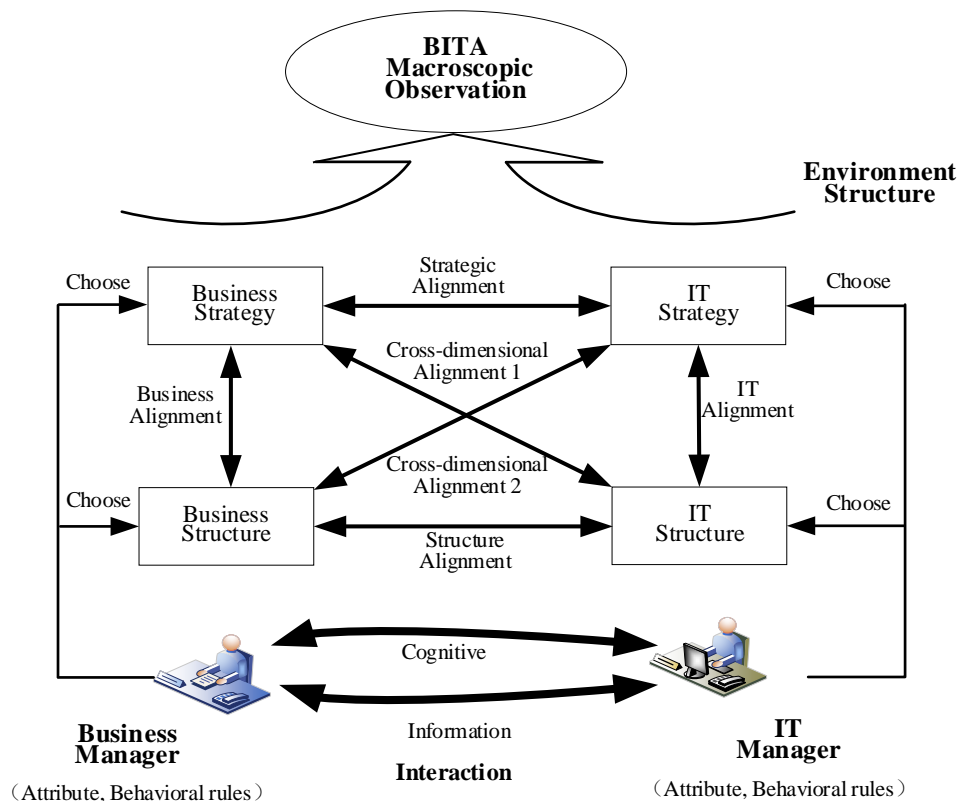 BITA
Macroscopic
Observation
Environment
Structure
Choose
Business
Strategy
Strategic
Alignment
IT
Strategy
Choose
Cross-dimensional
Alignment 1
Business
Alignment
IT
Alignment
Cross-dimensional
Alignment 2
Choose
Business
Structure
Structure
Alignment
IT
Structure
Choose
Cognitive
Information
Interaction
Business
Manager
（Attribute, Behavioral rules）
IT
Manager
（Attribute, Behavioral rules）